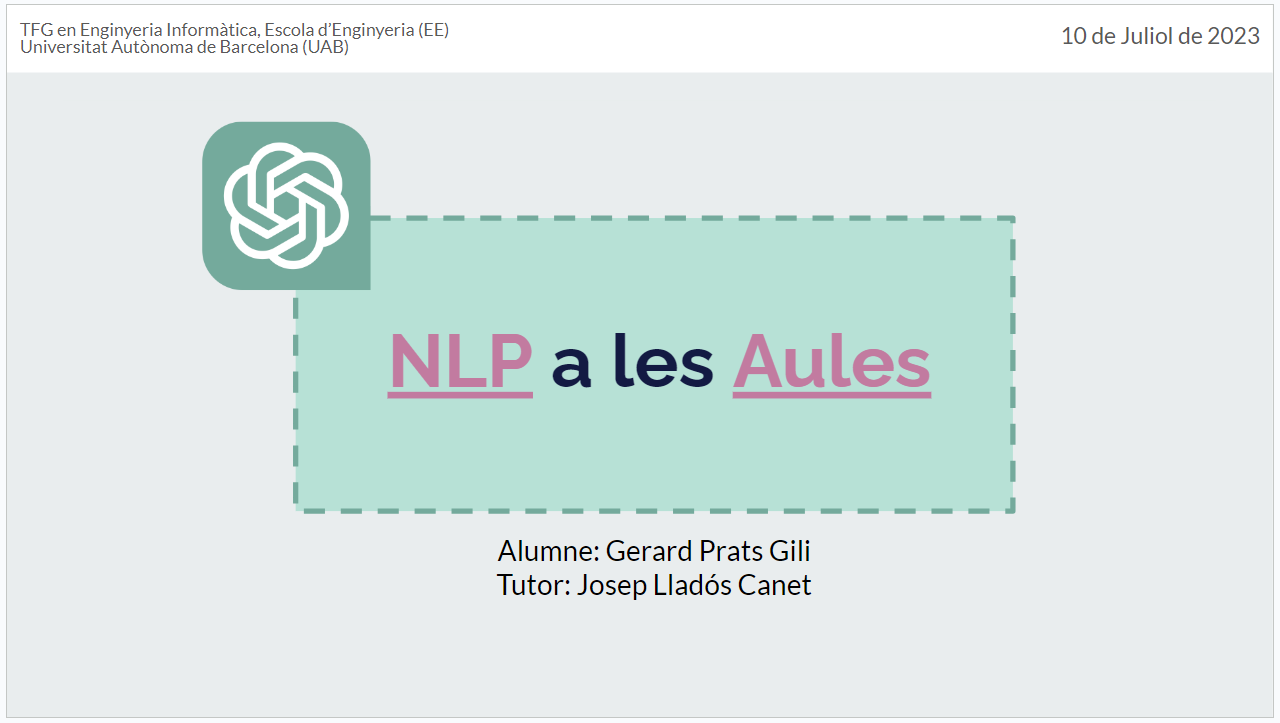 TFG en Enginyeria Informàtica, Escola d'Enginyeria (EE)
Universitat Autònoma de Barcelona (UAB)
10 de Juliol de 2023
NLP a les Aules
Alumne: Gerard Prats Gili
Tutor: Josep Lladós Canet